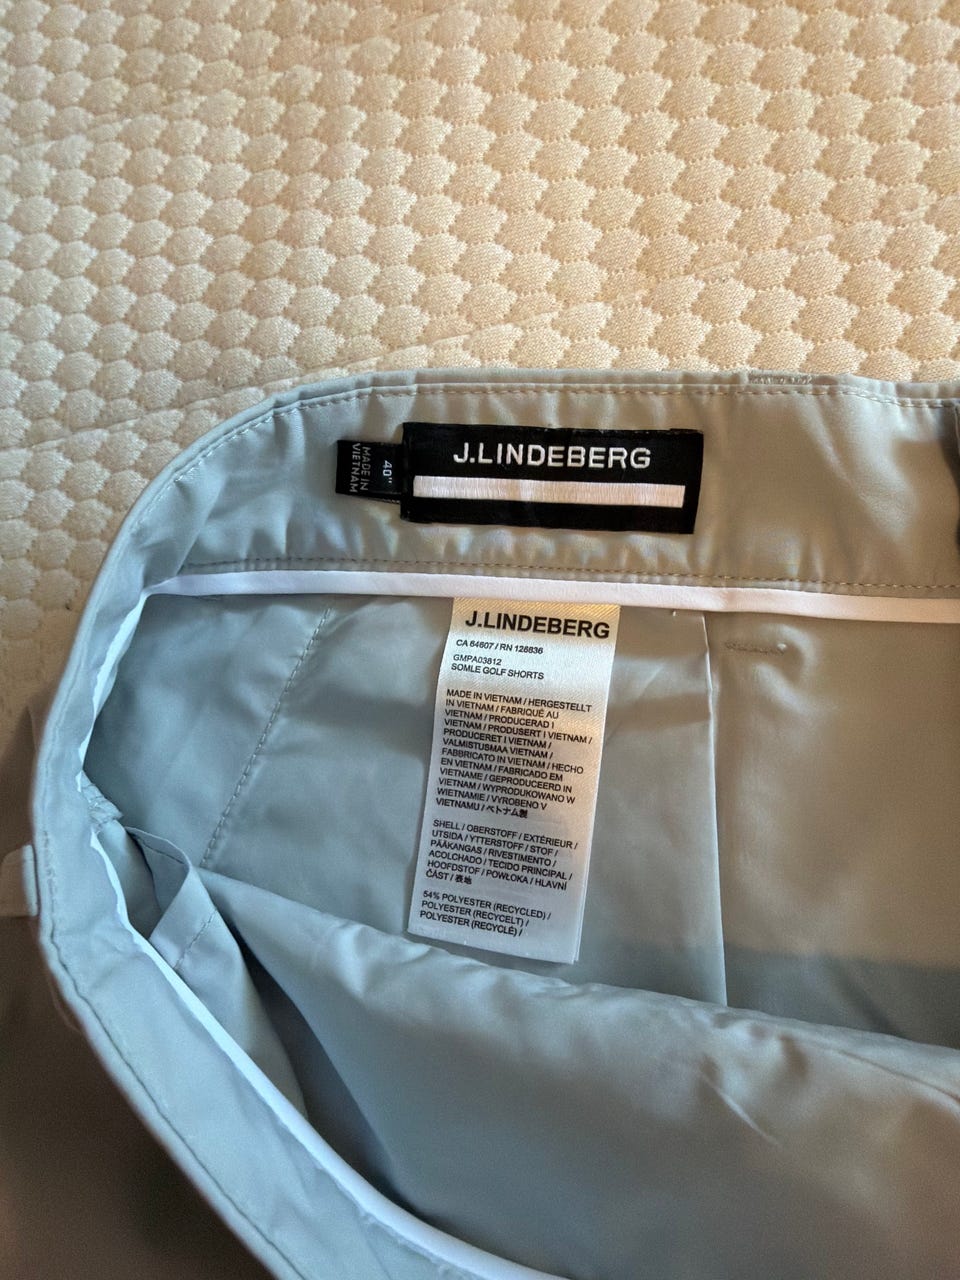 J.LINDEBERG
40"
MADE IN
VIETNAM
J.LINDEBERG
CA 64607 / RN 126636
GMPA03812
SOMLE GOLF SHORTS
MADE IN VIETNAM / HERGESTELLT
IN VIETNAM / FABRIQUÉ AU
VIETNAM / PRODUCERAD I
VIETNAM / PRODUSERT I VIETNAM /
PRODUCERET I VIETNAM /
VALMISTUSMAA VIETNAM /
FABBRICATO IN VIETNAM / HECHO
EN VIETNAM / FABRICADO EM
VIETNAME / GEPRODUCEERD IN
VIETNAM / WYPRODUKOWANO W
WIETNAMIE / VYROBENO V
VIETNAMU / ベトナム製
SHELL / OBERSTOFF / EXTÉRIEUR /
UTSIDA / YTTERSTOFF / STOF /
PÄÄKANGAS / RIVESTIMENTO /
ACOLCHADO / TECIDO PRINCIPAL /
HOOFDSTOF / POWŁOKA / HLAVNÍ
ČÁST / 表地
54% POLYESTER (RECYCLED) /
POLYESTER (RECYCELT) /
POLYESTER (RECYCLÉ) /